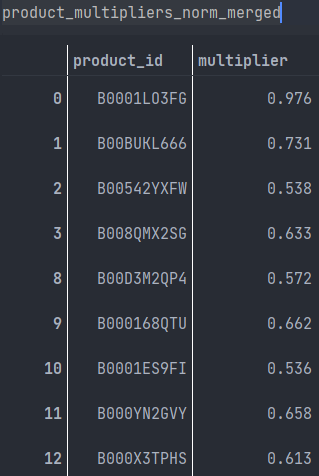 product_multipliers_norm_merged
product_id multiplier
0 B0001LO3FG 0.976
1 B00BUKL666 0.731
2 B00542YXFW 0.538
3 B008QMX2SG 0.633
8 B00D3M2QP4 0.572
9 B000168QTU 0.662
10 B0001ES9FI 0.536
11 B000YN2GVY 0.658
12 B000X3TPHS 0.613